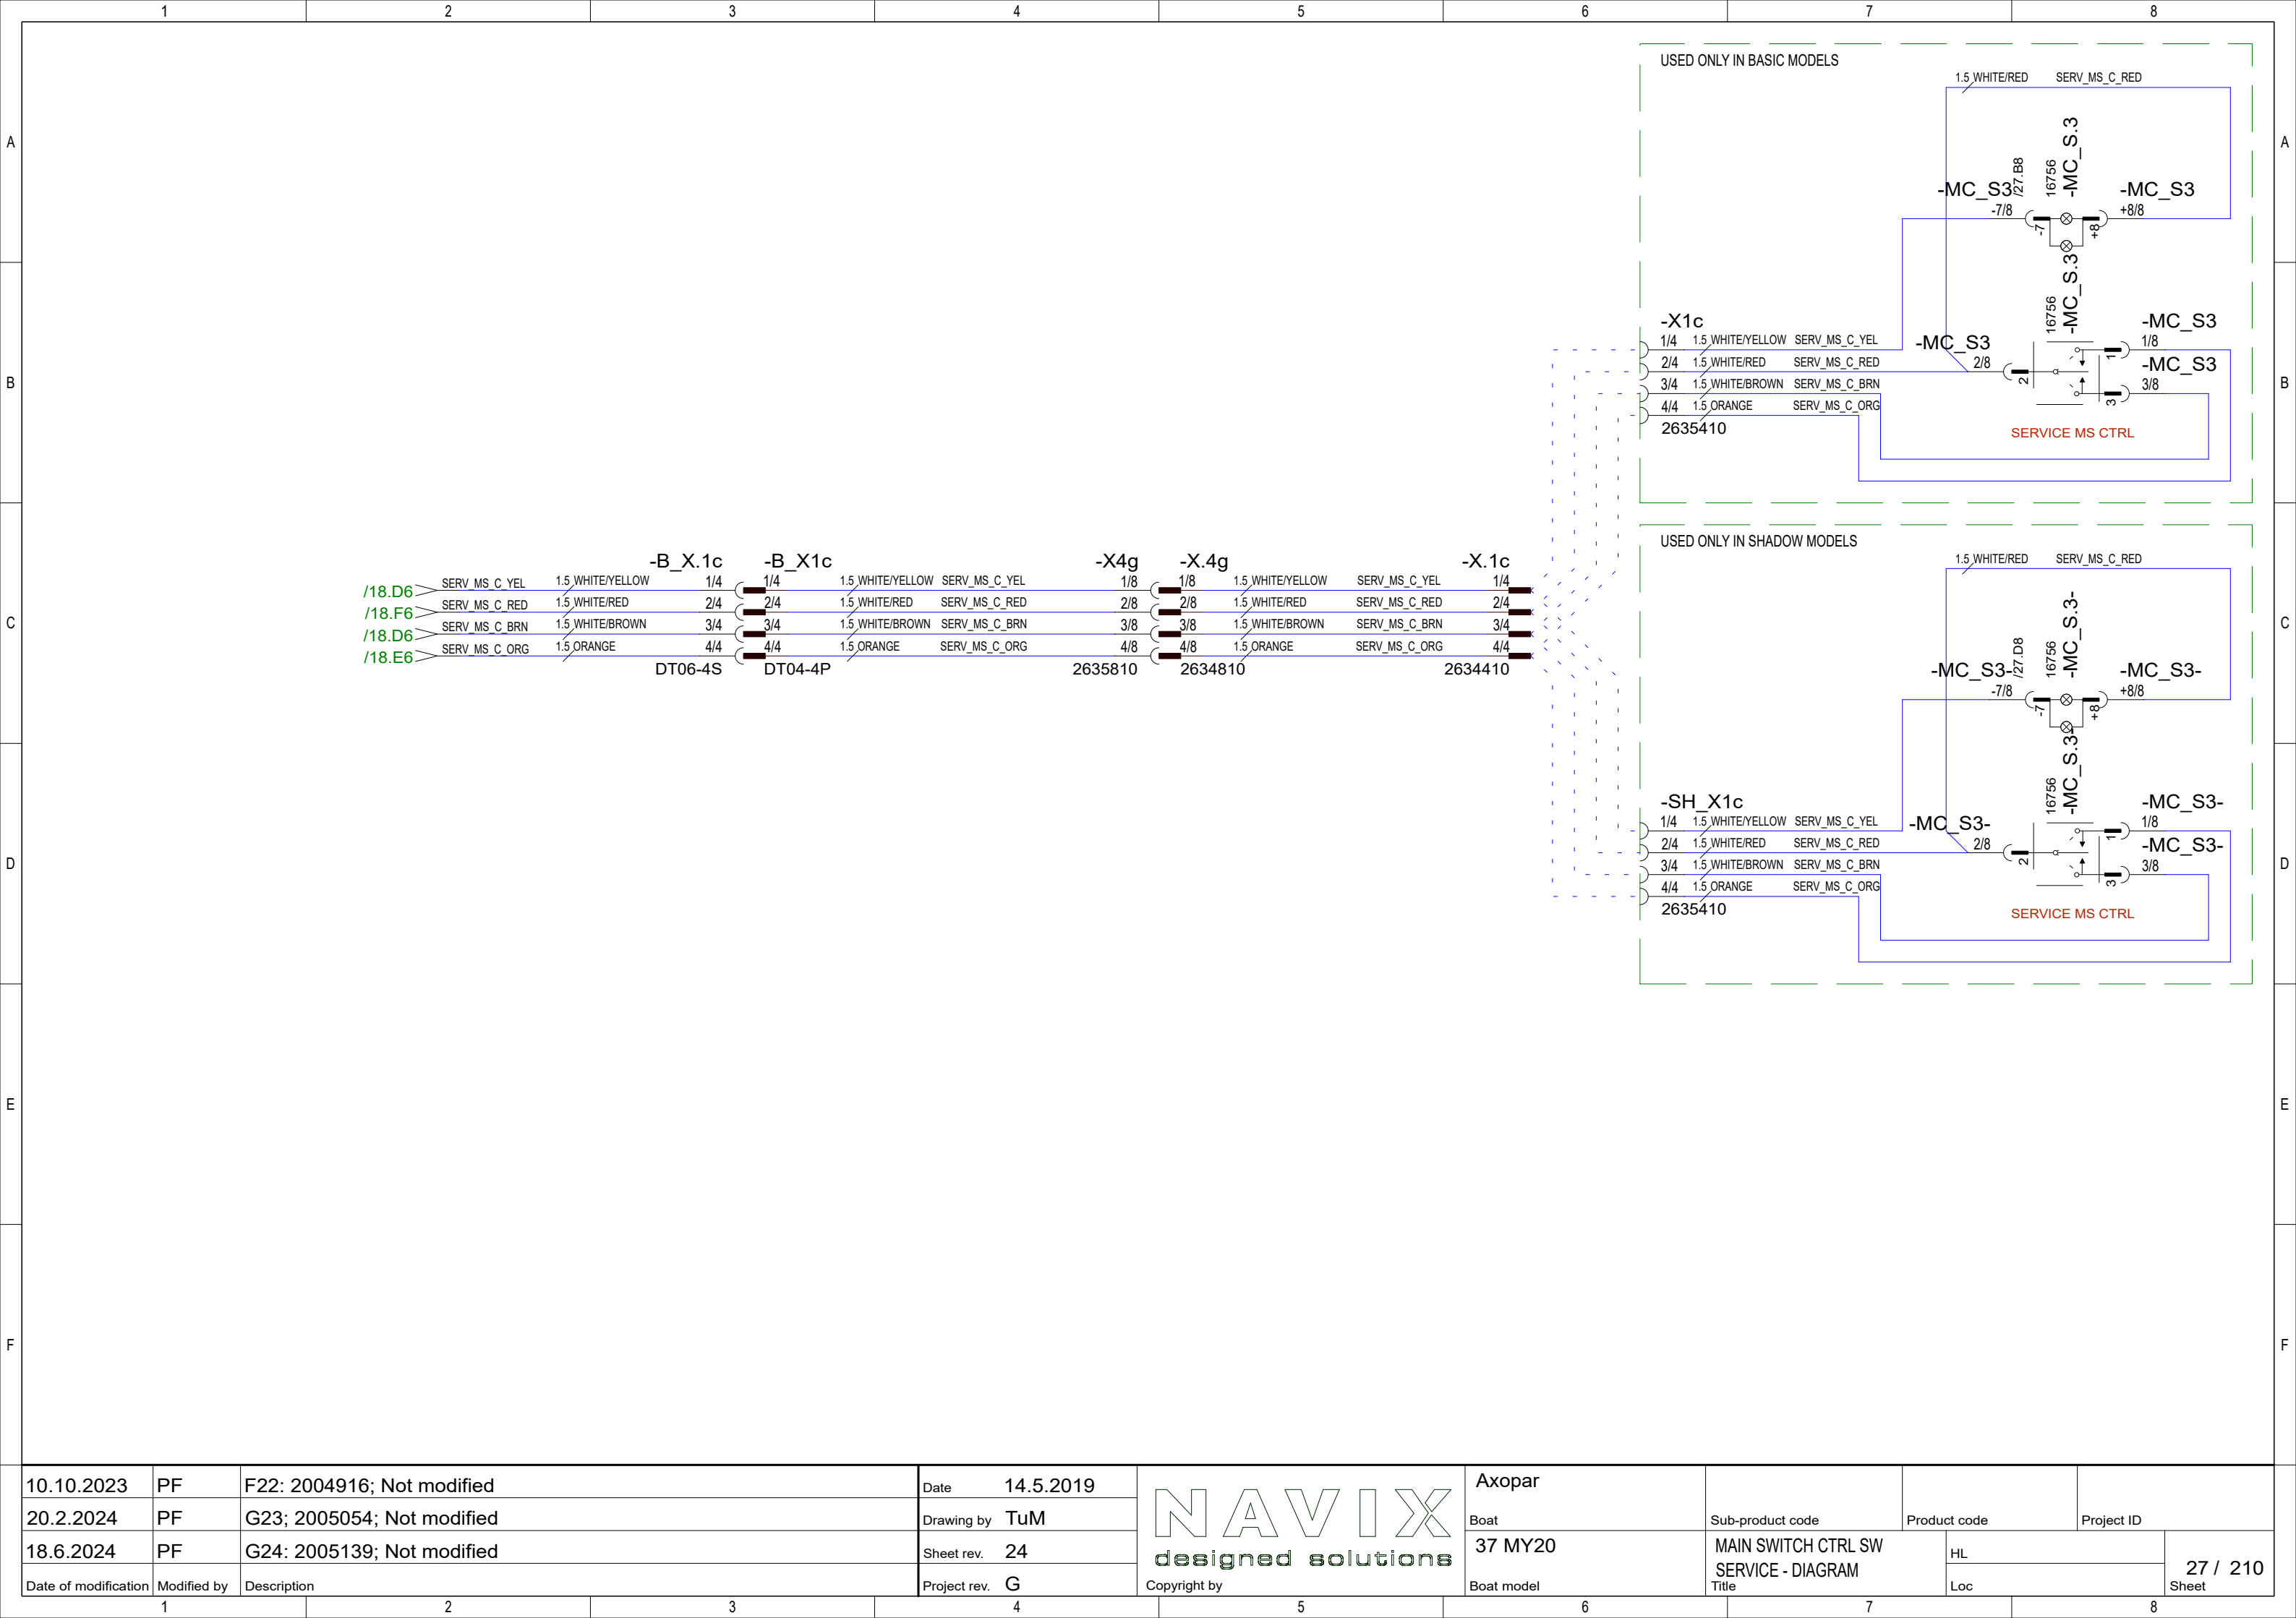 1 2 3 4 5 6 7 8
A
B
C
D
E
F
A
B
C
D
E
F
USED ONLY IN BASIC MODELS
1.5 WHITE/RED SERV_MS_C_RED
-MC_S3 /27.B8 16756 -MC_S.3 -MC_S3
-7/8 +8/8
-7 +8
16756 -MC_S.3
-X1c
1/4 1.5 WHITE/YELLOW SERV_MS_C_YEL
2/4 1.5 WHITE/RED SERV_MS_C_RED
3/4 1.5 WHITE/BROWN SERV_MS_C_BRN
4/4 1.5 ORANGE SERV_MS_C_ORG
2635410
-MC_S3
2/8
2
-MC_S3
1/8
1
-MC_S3
3/8
3
SERVICE MS CTRL
USED ONLY IN SHADOW MODELS
1.5 WHITE/RED SERV_MS_C_RED
-MC_S3- /27.D8 16756 -MC_S.3- -MC_S3-
-7/8 +8/8
-7 +8
16756 -MC_S.3-
-SH_X1c
1/4 1.5 WHITE/YELLOW SERV_MS_C_YEL
2/4 1.5 WHITE/RED SERV_MS_C_RED
3/4 1.5 WHITE/BROWN SERV_MS_C_BRN
4/4 1.5 ORANGE SERV_MS_C_ORG
2635410
-MC_S3-
2/8
2
-MC_S3-
1/8
1
-MC_S3-
3/8
3
SERVICE MS CTRL
-B_X.1c -B_X1c -X4g -X.4g -X.1c
/18.D6 SERV_MS_C_YEL 1.5 WHITE/YELLOW 1/4 1/4 1.5 WHITE/YELLOW SERV_MS_C_YEL 1/8 1/8 1.5 WHITE/YELLOW SERV_MS_C_YEL 1/4
/18.F6 SERV_MS_C_RED 1.5 WHITE/RED 2/4 2/4 1.5 WHITE/RED SERV_MS_C_RED 2/8 2/8 1.5 WHITE/RED SERV_MS_C_RED 2/4
/18.D6 SERV_MS_C_BRN 1.5 WHITE/BROWN 3/4 3/4 1.5 WHITE/BROWN SERV_MS_C_BRN 3/8 3/8 1.5 WHITE/BROWN SERV_MS_C_BRN 3/4
/18.E6 SERV_MS_C_ORG 1.5 ORANGE 4/4 4/4 1.5 ORANGE SERV_MS_C_ORG 4/8 4/8 1.5 ORANGE SERV_MS_C_ORG 4/4
DT06-4S DT04-4P 2635810 2634810 2634410
10.10.2023 PF F22: 2004916; Not modified
20.2.2024 PF G23; 2005054; Not modified
18.6.2024 PF G24: 2005139; Not modified
Date of modification Modified by Description
Date 14.5.2019
Drawing by TuM
Sheet rev. 24
Project rev. G
NAVIX
designed solutions
Copyright by
Axopar
Boat
37 MY20
Boat model
Sub-product code Product code Project ID
MAIN SWITCH CTRL SW
SERVICE - DIAGRAM
Title
HL
Loc
27 / 210
Sheet
1 2 3 4 5 6 7 8